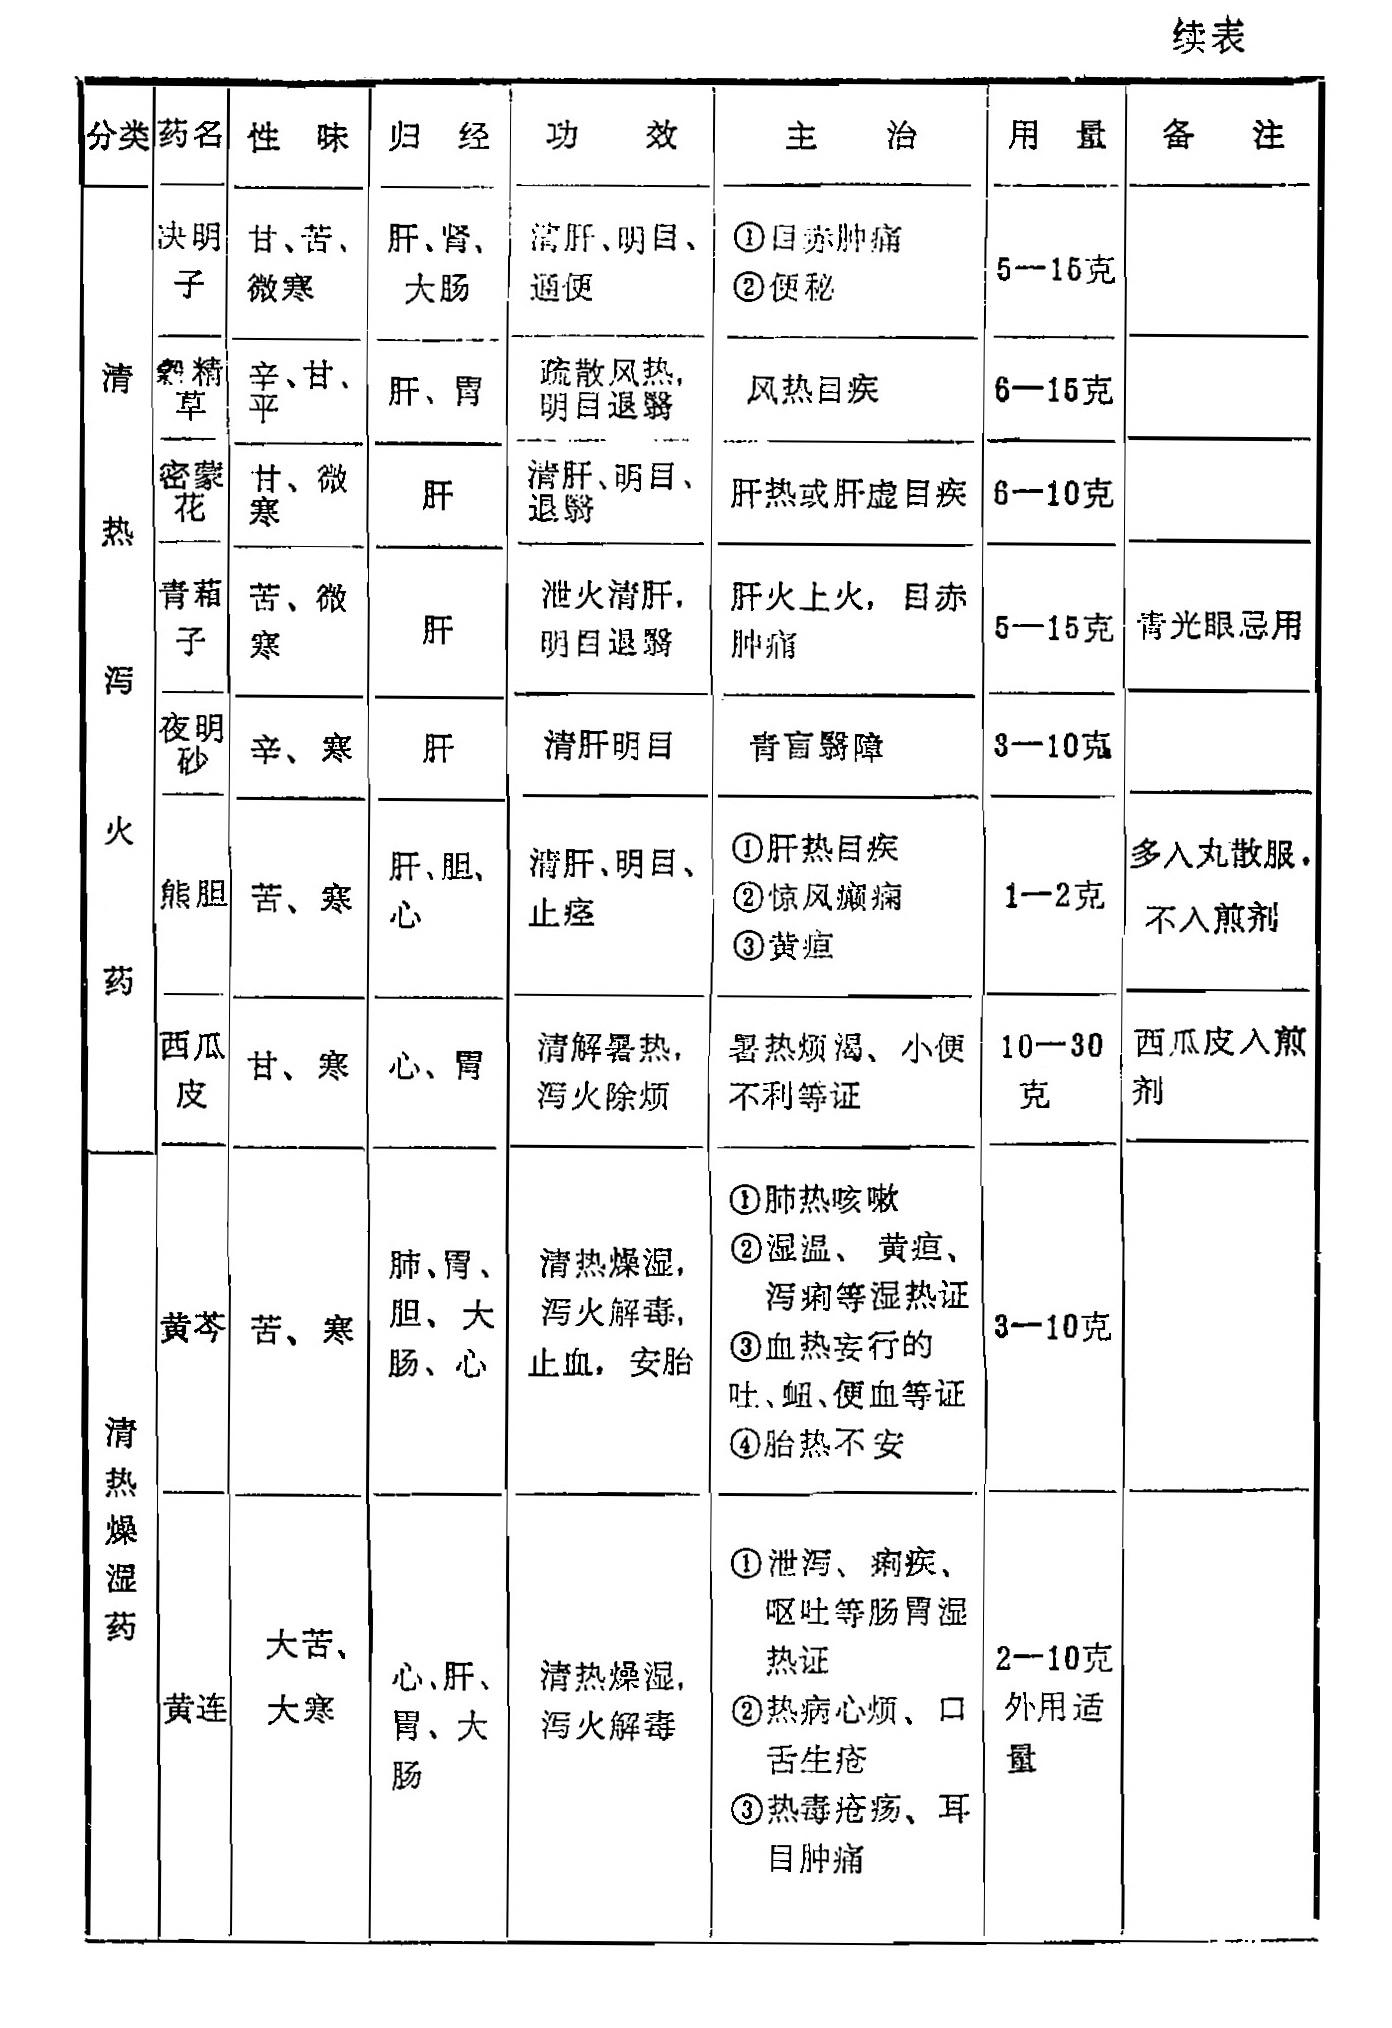 续表
分类 药名 性味 归经 功效 主治 用量 备注
清热泻火药
决明
子
甘、苦、
微寒
肝、肾、
大肠
清肝、明目、
通便
①目赤肿痛
②便秘
5—15克
穀精
草
辛、甘、
平
肝、胃
疏散风热，
明目退翳
风热目疾
6—15克
密蒙
花
甘、微
寒
肝
清肝、明目、
退翳
肝热或肝虚目疾
6—10克
青葙
子
苦、微
寒
肝
泄火清肝，
明目退翳
肝火上火，目赤
肿痛
5—15克
青光眼忌用
夜明
砂
辛、寒
肝
清肝明目
青盲翳障
3—10克
熊胆
苦、寒
肝、胆、
心
清肝、明目、
止痉
①肝热目疾
②惊风癫痫
③黄疸
1—2克
多入丸散服，
不入煎剂
西瓜
皮
甘、寒
心、胃
清解暑热，
泻火除烦
暑热烦渴、小便
不利等证
10—30
克
西瓜皮入煎
剂
清热燥湿药
黄芩
苦、寒
肺、胃、
胆、大
肠、心
清热燥湿，
泻火解毒，
止血，安胎
①肺热咳嗽
②湿温、黄疸、
泻痢等湿热证
③血热妄行的
吐、衄、便血等证
④胎热不安
3—10克
黄连
大苦、
大寒
心、肝、
胃、大
肠
清热燥湿，
泻火解毒
①泄泻、痢疾、
呕吐等肠胃湿
热证
②热病心烦、口
舌生疮
③热毒疮疡、耳
目肿痛
2—10克
外用适
量